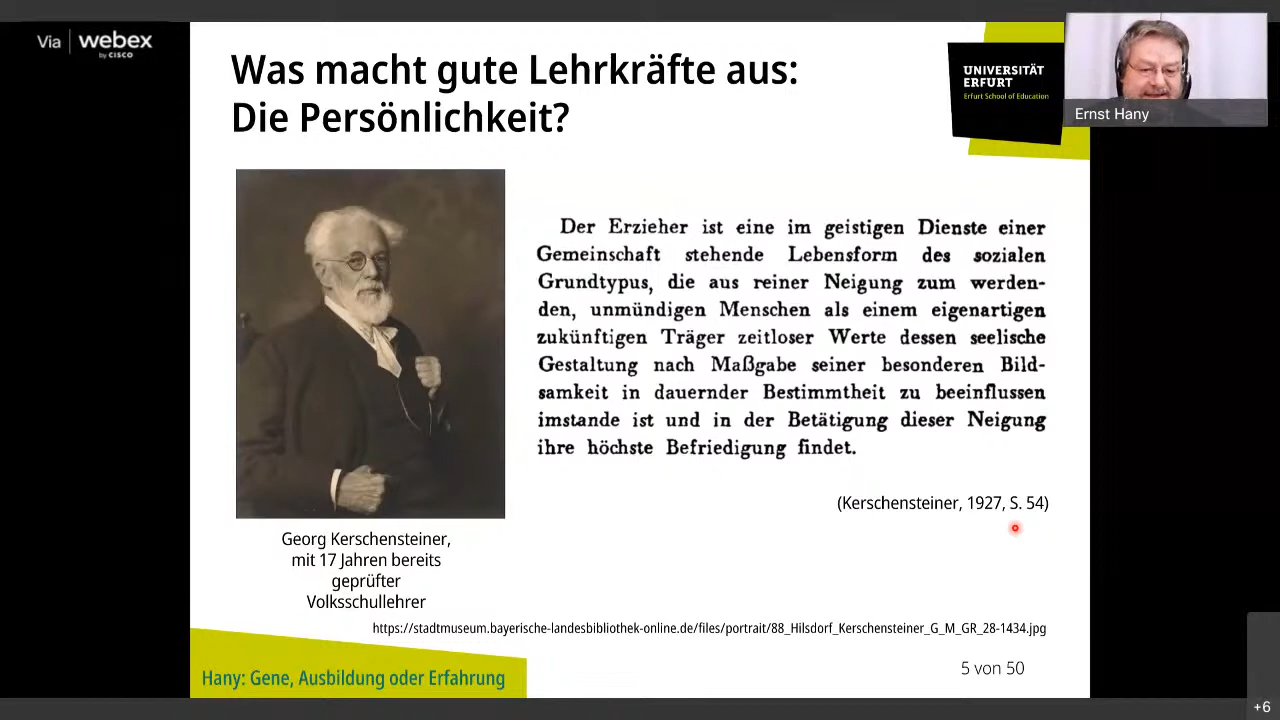 Via webex
by CISCO
Was macht gute Lehrkräfte aus:
Die Persönlichkeit?
UNIVERSITÄT
ERFURT
Erfurt School of Education
Ernst Hany
Der Erzieher ist eine im geistigen Dienste einer
Gemeinschaft stehende Lebensform des sozialen
Grundtypus, die aus reiner Neigung zum werden-
den, unmündigen Menschen als einem eigenartigen
zukünftigen Träger zeitloser Werte dessen seelische
Gestaltung nach Maßgabe seiner besonderen Bild-
samkeit in dauernder Bestimmtheit zu beeinflussen
imstande ist und in der Betätigung dieser Neigung
ihre höchste Befriedigung findet.
(Kerschensteiner, 1927, S. 54)
Georg Kerschensteiner,
mit 17 Jahren bereits
geprüfter
Volksschullehrer
https://stadtmuseum.bayerische-landesbibliothek-online.de/files/portrait/88_Hilsdorf_Kerschensteiner_G_M_GR_28-1434.jpg
Hany: Gene, Ausbildung oder Erfahrung
5 von 50
+6